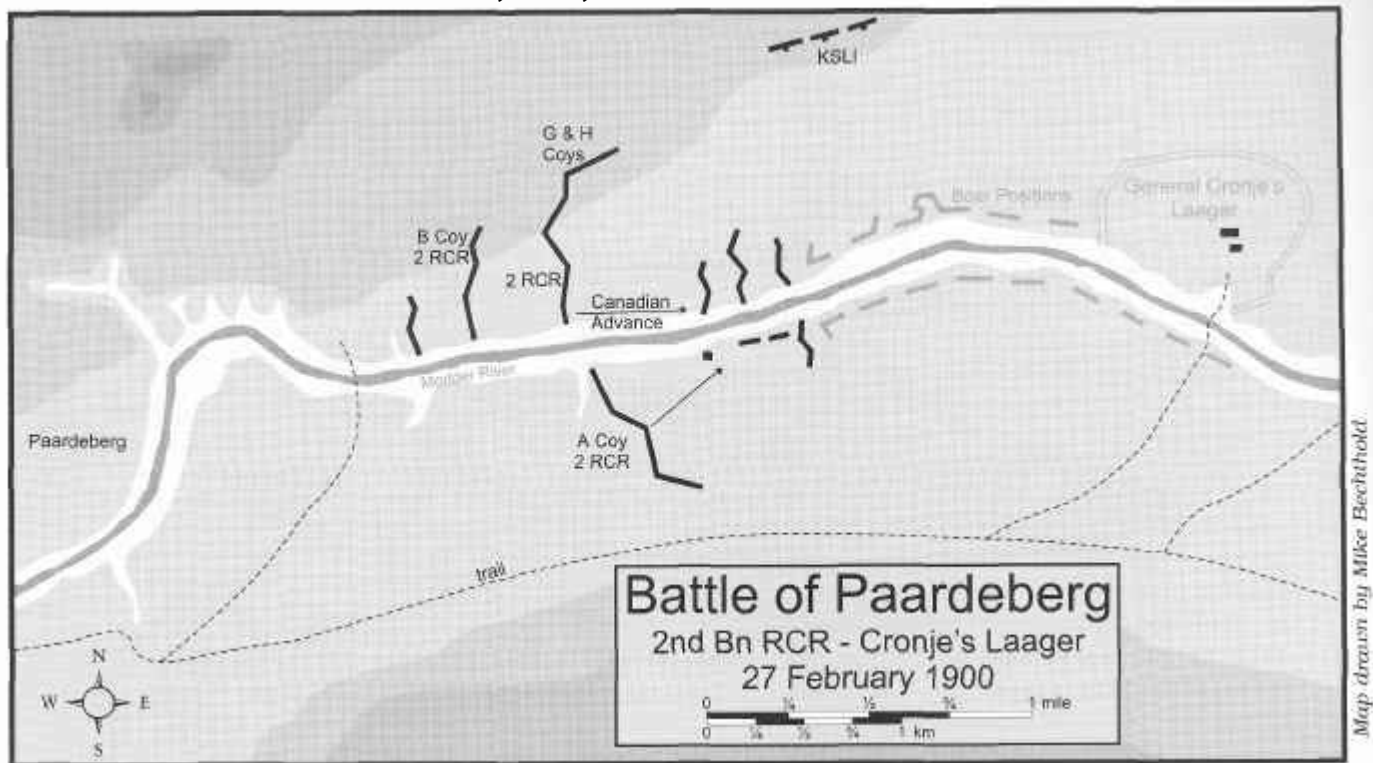 KSLI
G & H
Coys
B Coy
2 RCR
2 RCR
Canadian
Advance
Boer Positions
General Cronje's
Laager
Modder River
Paardeberg
A Coy
2 RCR
trail
Battle of Paardeberg
2nd Bn RCR - Cronje's Laager
27 February 1900
0 ¼ ½ ¾ 1 mile
0 ¼ ½ ¾ 1 km
N
W E
S
Map drawn by Mike Bechthold